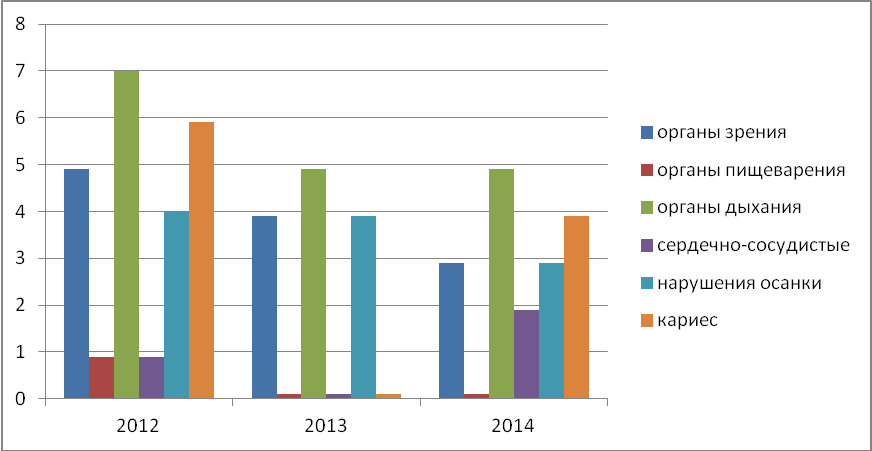 8
7
6
5
4
3
2
1
0
2012
2013
2014
органы зрения
органы пищеварения
органы дыхания
сердечно-сосудистые
нарушения осанки
кариес